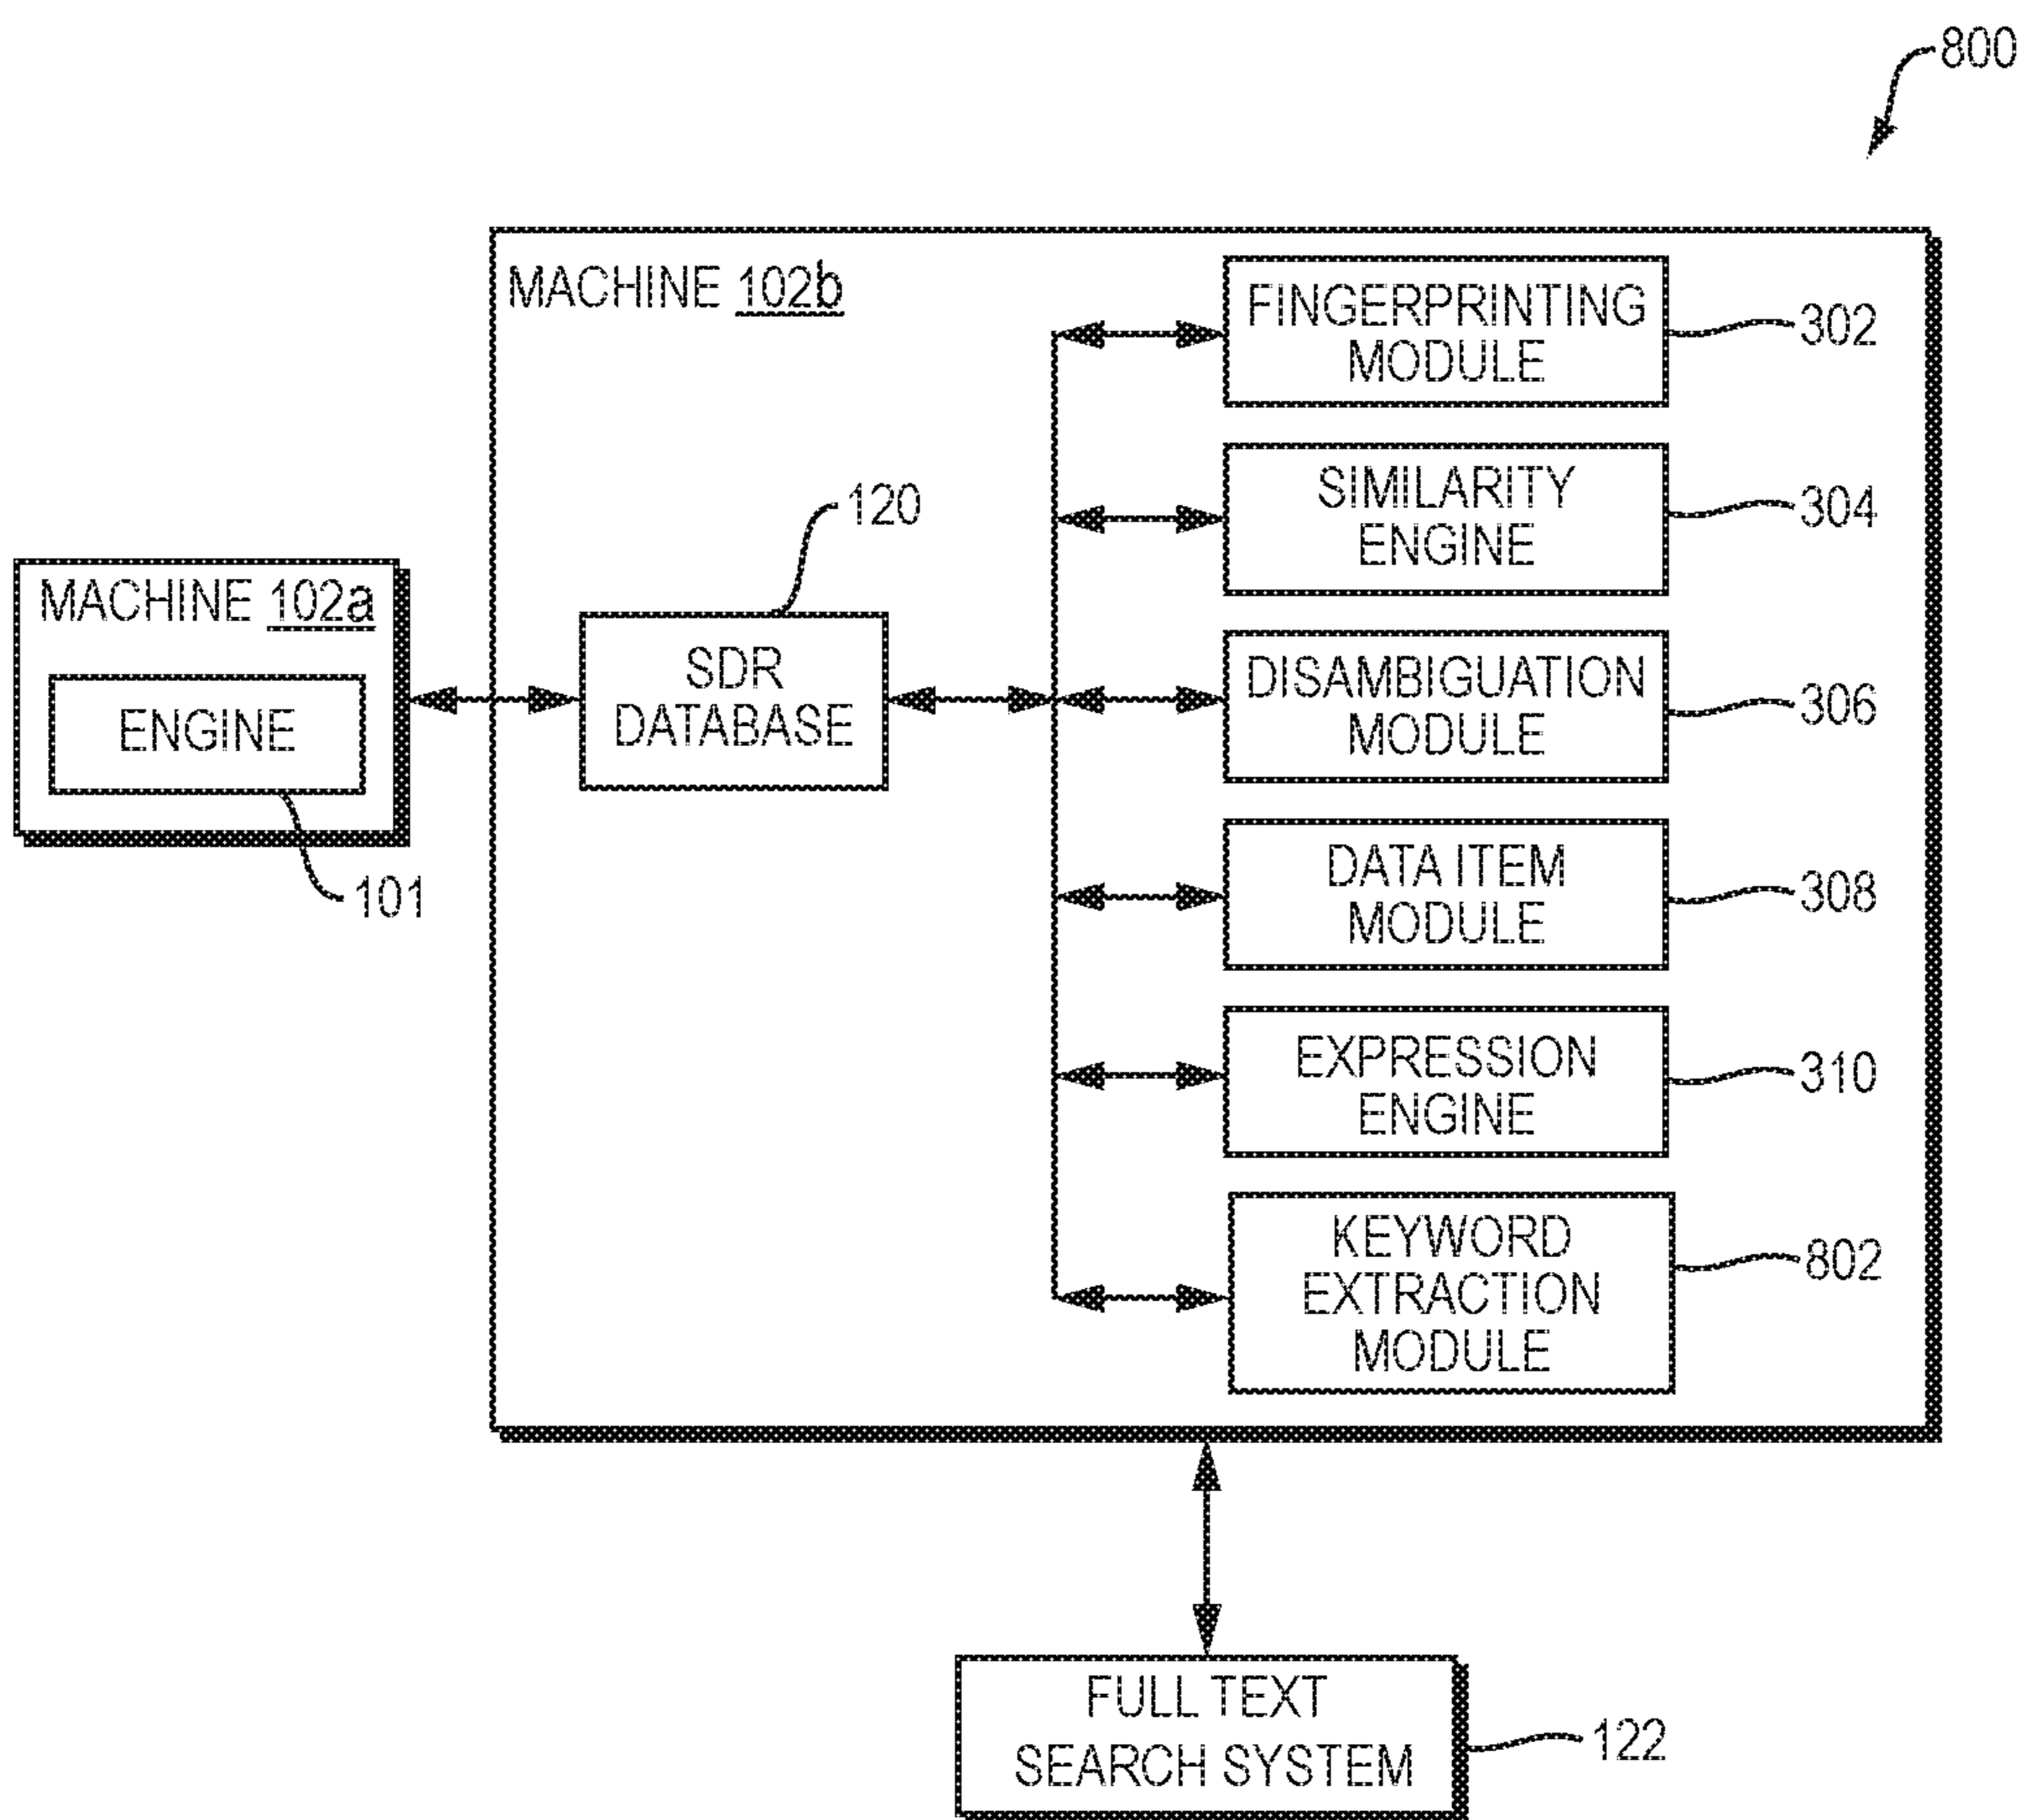 800
MACHINE 102b
FINGERPRINTING
MODULE
302
SIMILARITY
ENGINE
304
120
MACHINE 102a
ENGINE
101
SDR
DATABASE
DISAMBIGUATION
MODULE
306
DATA ITEM
MODULE
308
EXPRESSION
ENGINE
310
KEYWORD
EXTRACTION
MODULE
802
FULL TEXT
SEARCH SYSTEM
122